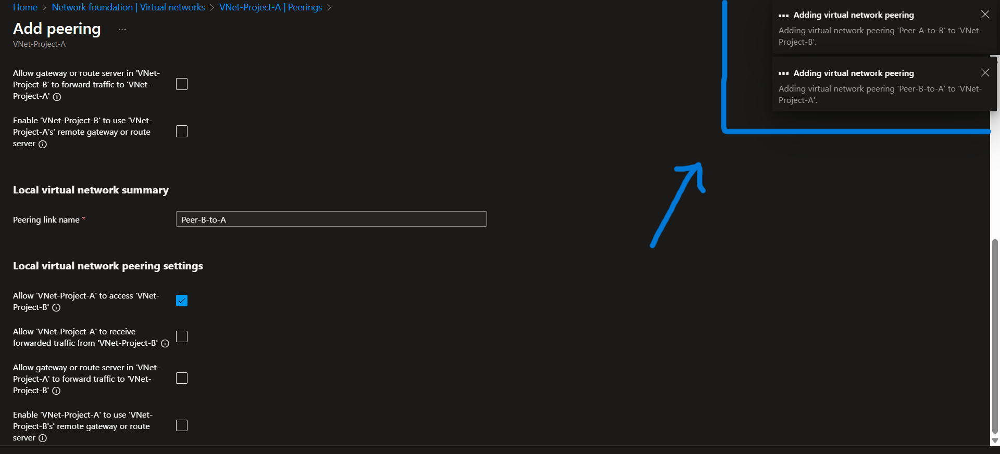 Home > Network foundation | Virtual networks > VNet-Project-A | Peerings >
Add peering ...
VNet-Project-A
Allow gateway or route server in 'VNet-
Project-B' to forward traffic to 'VNet-
Project-A'
Enable 'VNet-Project-B' to use 'VNet-
Project-A's' remote gateway or route
server
Local virtual network summary
Peering link name *
Peer-B-to-A
Local virtual network peering settings
Allow 'VNet-Project-A' to access 'VNet-
Project-B'
Allow 'VNet-Project-A' to receive
forwarded traffic from 'VNet-Project-B'
Allow gateway or route server in 'VNet-
Project-A' to forward traffic to 'VNet-
Project-B'
Enable 'VNet-Project-A' to use 'VNet-
Project-B's' remote gateway or route
server
Adding virtual network peering
Adding virtual network peering 'Peer-A-to-B' to 'VNet-
Project-B'.
Adding virtual network peering
Adding virtual network peering 'Peer-B-to-A' to 'VNet-
Project-A'.